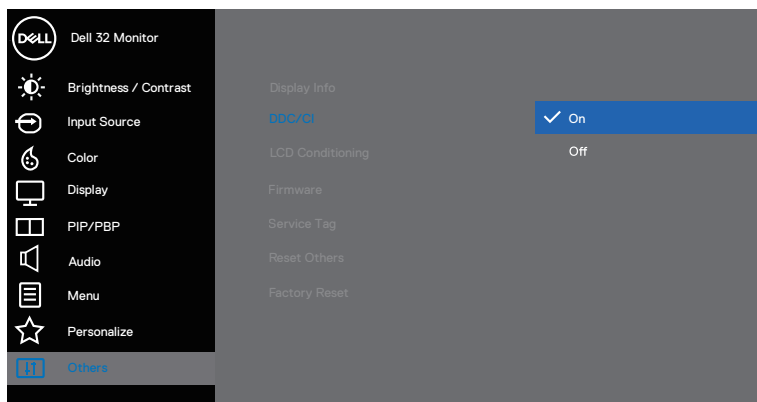 DELL
Dell 32 Monitor
Brightness / Contrast
Input Source
Color
Display
PIP/PBP
Audio
Menu
Personalize
Others
Display Info
DDC/CI
LCD Conditioning
Firmware
Service Tag
Reset Others
Factory Reset
On
Off